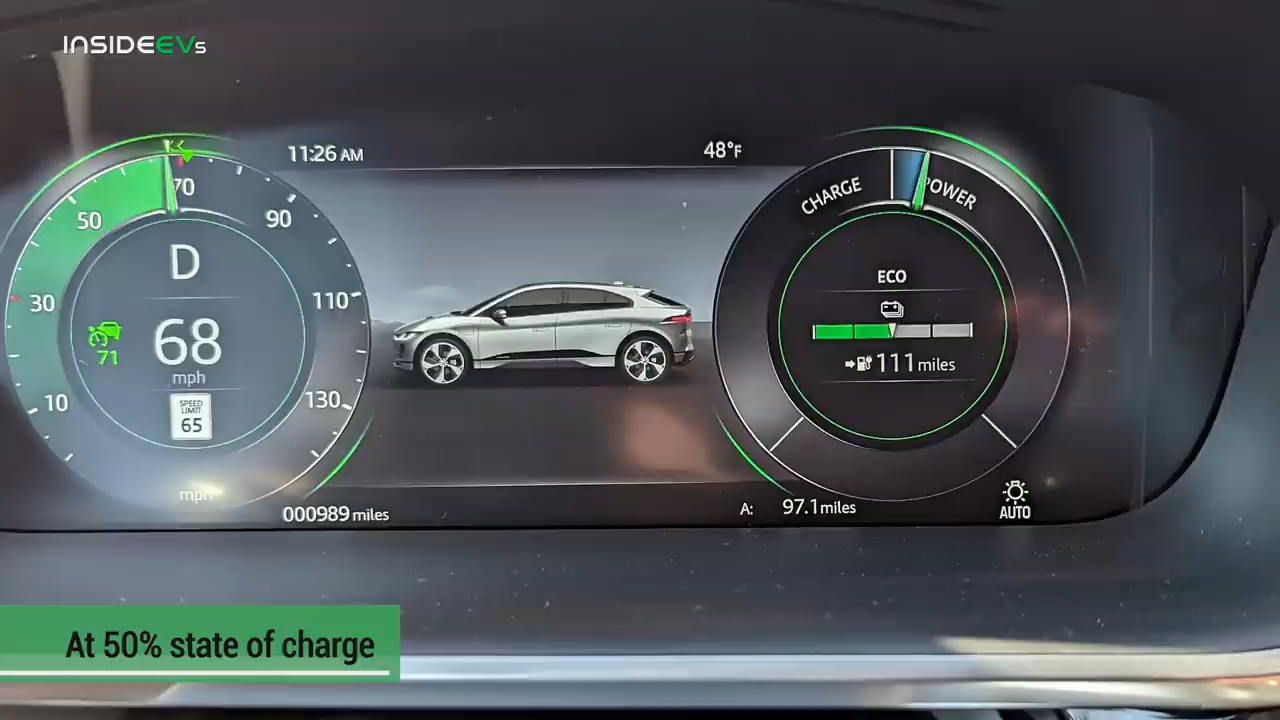 INSIDEEVs
11:26 AM
48°F
70
50
90
30
110
10
130
D
68
mph
71
SPEED
LIMIT
65
mph
CHARGE
POWER
ECO
111 miles
000989 miles
A: 97.1 miles
AUTO
At 50% state of charge